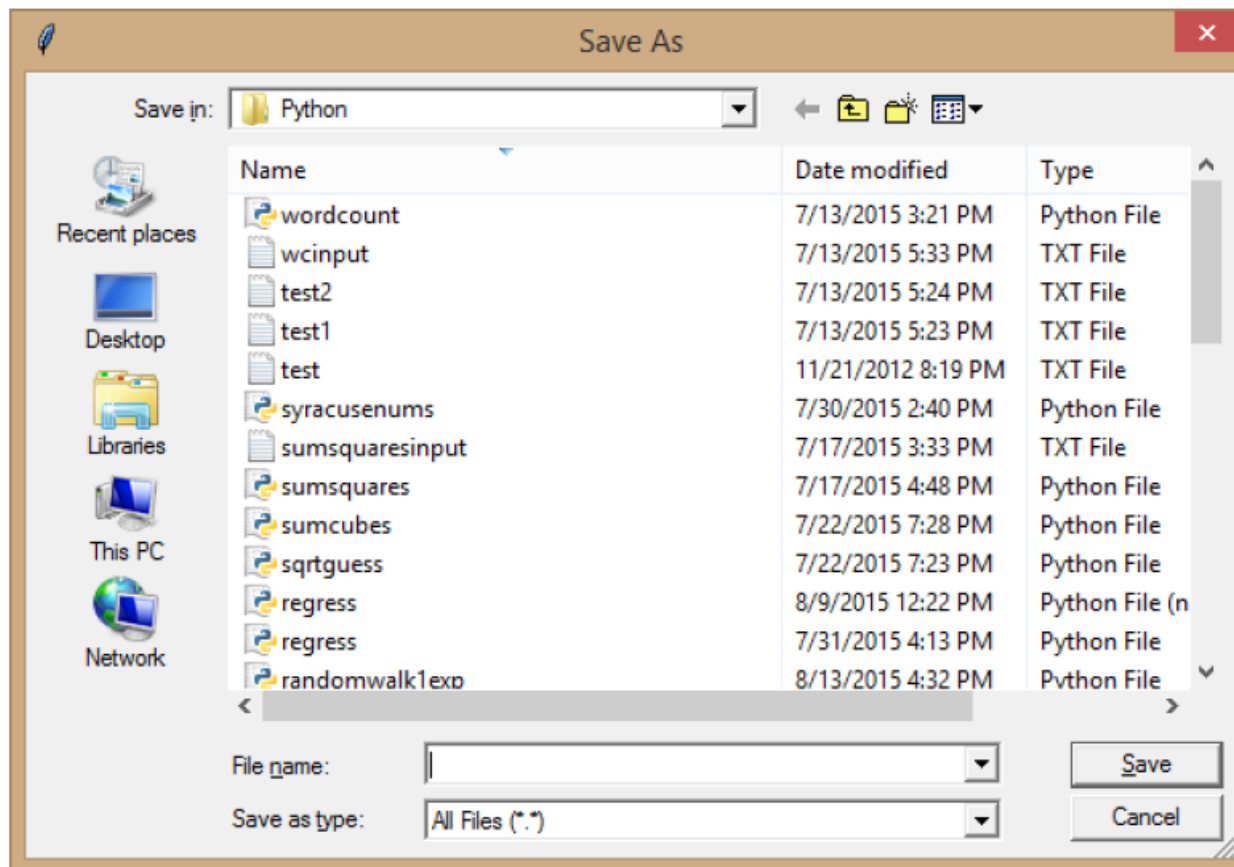 Save As
Save in: Python
Name Date modified Type
Recent places
wordcount 7/13/2015 3:21 PM Python File
wcinput 7/13/2015 5:33 PM TXT File
test2 7/13/2015 5:24 PM TXT File
Desktop
test1 7/13/2015 5:23 PM TXT File
test 11/21/2012 8:19 PM TXT File
syracusenums 7/30/2015 2:40 PM Python File
Libraries
sumsquaresinput 7/17/2015 3:33 PM TXT File
sumsquares 7/17/2015 4:48 PM Python File
sumcubes 7/22/2015 7:28 PM Python File
This PC
sqrtguess 7/22/2015 7:23 PM Python File
regress 8/9/2015 12:22 PM Python File (n
regress 7/31/2015 4:13 PM Python File
Network
randomwalk1exp 8/13/2015 4:32 PM Python File
File name: Save
Save as type: All Files (*.*) Cancel